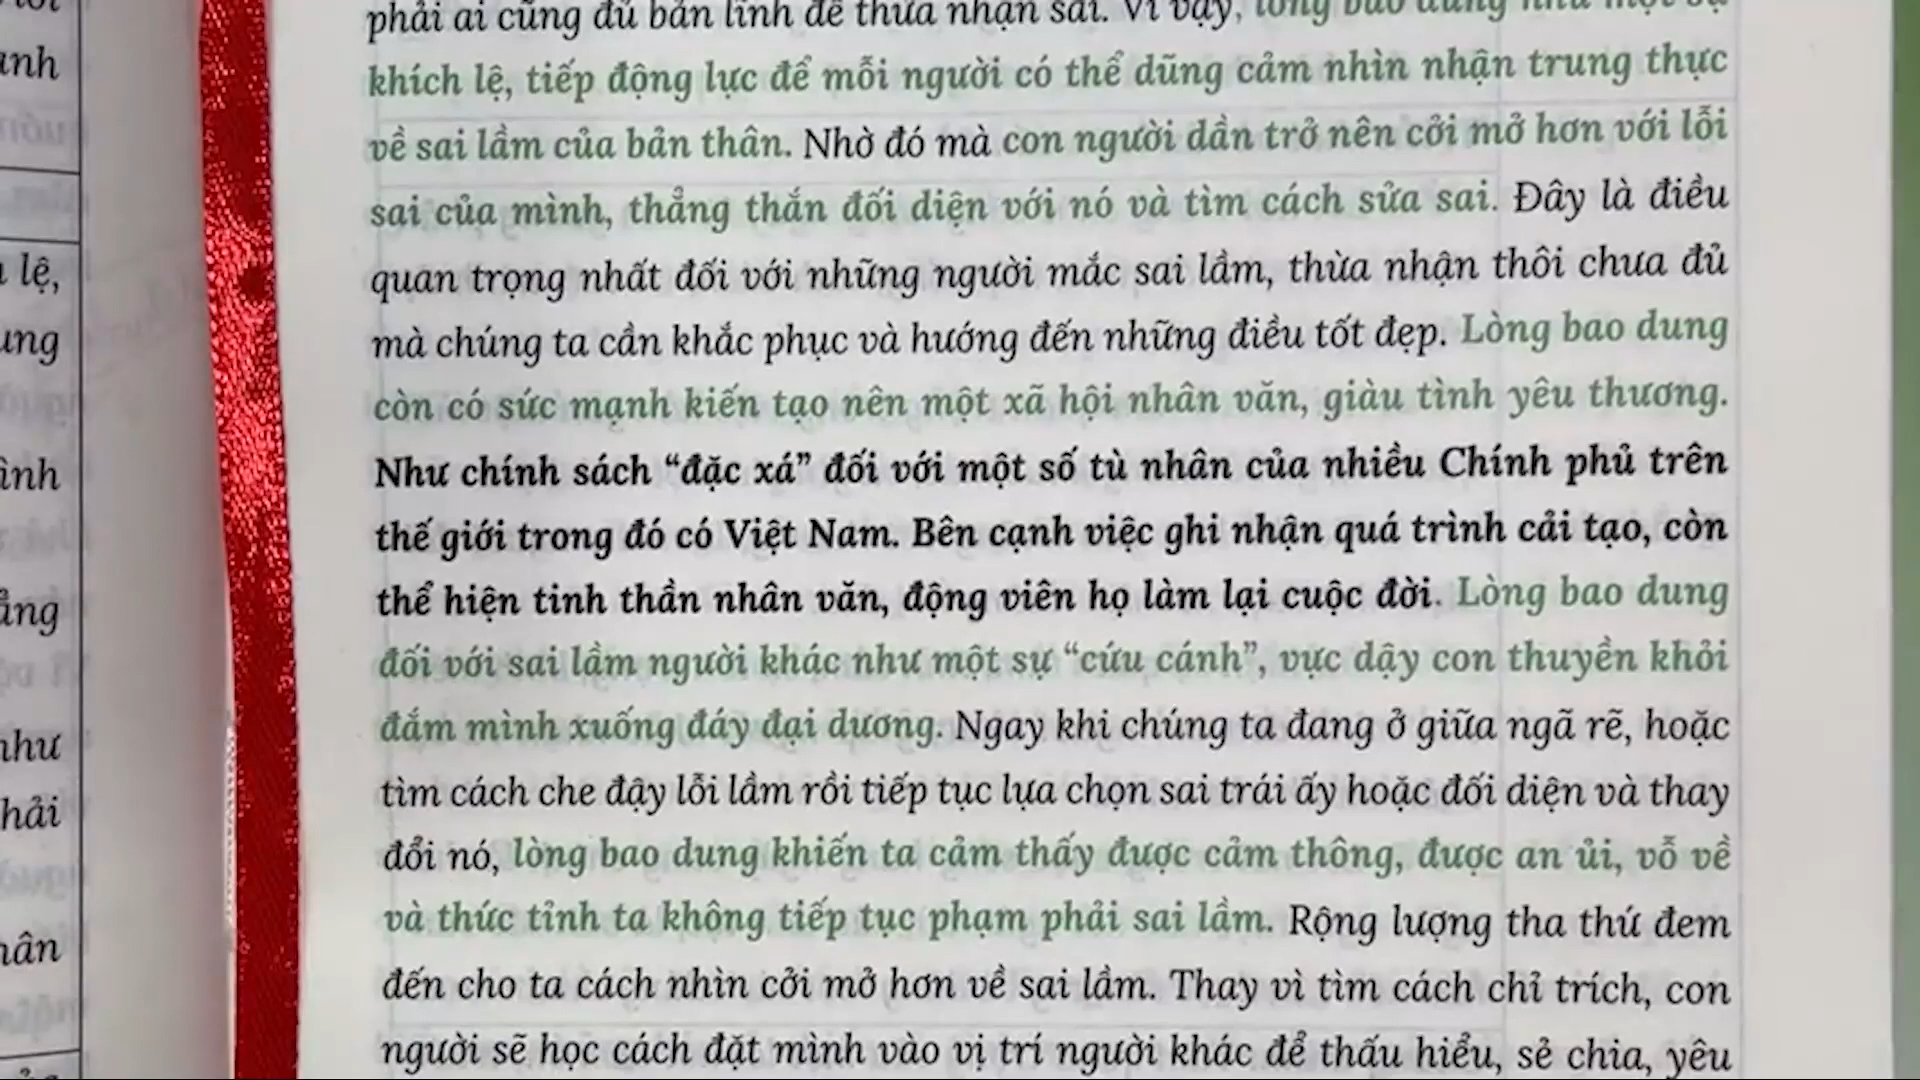 phải ai cũng đủ bản lĩnh để thừa nhận sai. Vì vậy, lòng bao dung như một sự
khích lệ, tiếp động lực để mỗi người có thể dũng cảm nhìn nhận trung thực
về sai lầm của bản thân. Nhờ đó mà con người dần trở nên cởi mở hơn với lỗi
sai của mình, thẳng thắn đối diện với nó và tìm cách sửa sai. Đây là điều
quan trọng nhất đối với những người mắc sai lầm, thừa nhận thôi chưa đủ
mà chúng ta cần khắc phục và hướng đến những điều tốt đẹp. Lòng bao dung
còn có sức mạnh kiến tạo nên một xã hội nhân văn, giàu tình yêu thương.
Như chính sách “đặc xá” đối với một số tù nhân của nhiều Chính phủ trên
thế giới trong đó có Việt Nam. Bên cạnh việc ghi nhận quá trình cải tạo, còn
thể hiện tinh thần nhân văn, động viên họ làm lại cuộc đời. Lòng bao dung
đối với sai lầm người khác như một sự “cứu cánh”, vực dậy con thuyền khỏi
đắm mình xuống đáy đại dương. Ngay khi chúng ta đang ở giữa ngã rẽ, hoặc
tìm cách che đậy lỗi lầm rồi tiếp tục lựa chọn sai trái ấy hoặc đối diện và thay
đổi nó, lòng bao dung khiến ta cảm thấy được cảm thông, được an ủi, vỗ về
và thức tỉnh ta không tiếp tục phạm phải sai lầm. Rộng lượng tha thứ đem
đến cho ta cách nhìn cởi mở hơn về sai lầm. Thay vì tìm cách chỉ trích, con
người sẽ học cách đặt mình vào vị trí người khác để thấu hiểu, sẻ chia, yêu